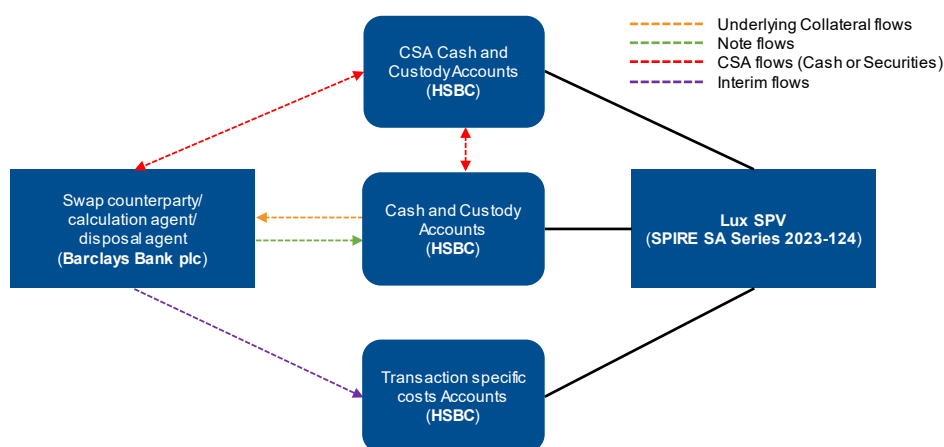 Underlying Collateral flows
Note flows
CSA flows (Cash or Securities)
Interim flows
CSA Cash and
Custody Accounts
(HSBC)
Swap counterparty/
calculation agent/
disposal agent
(Barclays Bank plc)
Cash and Custody
Accounts
(HSBC)
Lux SPV
(SPIRE SA Series 2023-124)
Transaction specific
costs Accounts
(HSBC)